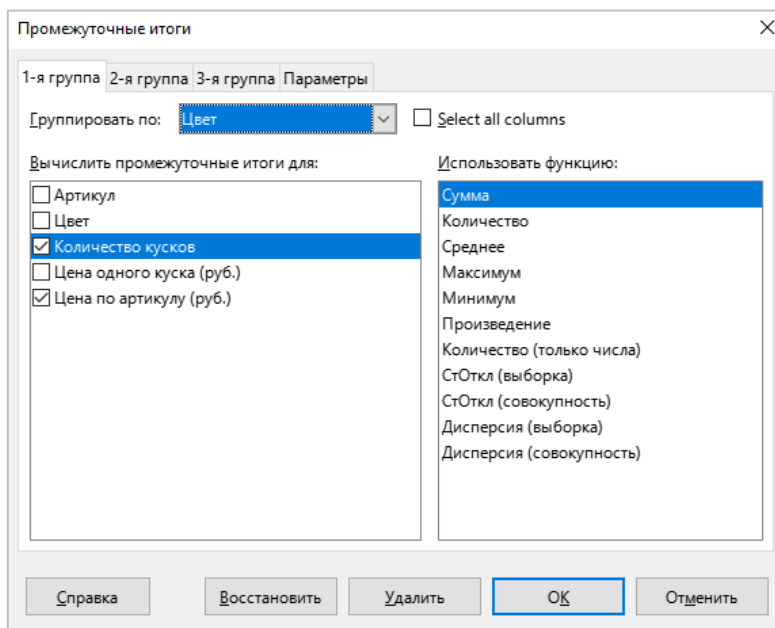 Промежуточные итоги
1-я группа 2-я группа 3-я группа Параметры
Группировать по: Цвет Select all columns
Вычислить промежуточные итоги для:
Артикул
Цвет
Количество кусков
Цена одного куска (руб.)
Цена по артикулу (руб.)
Использовать функцию:
Сумма
Количество
Среднее
Максимум
Минимум
Произведение
Количество (только числа)
СтОткл (выборка)
СтОткл (совокупность)
Дисперсия (выборка)
Дисперсия (совокупность)
Справка Восстановить Удалить OK Отменить